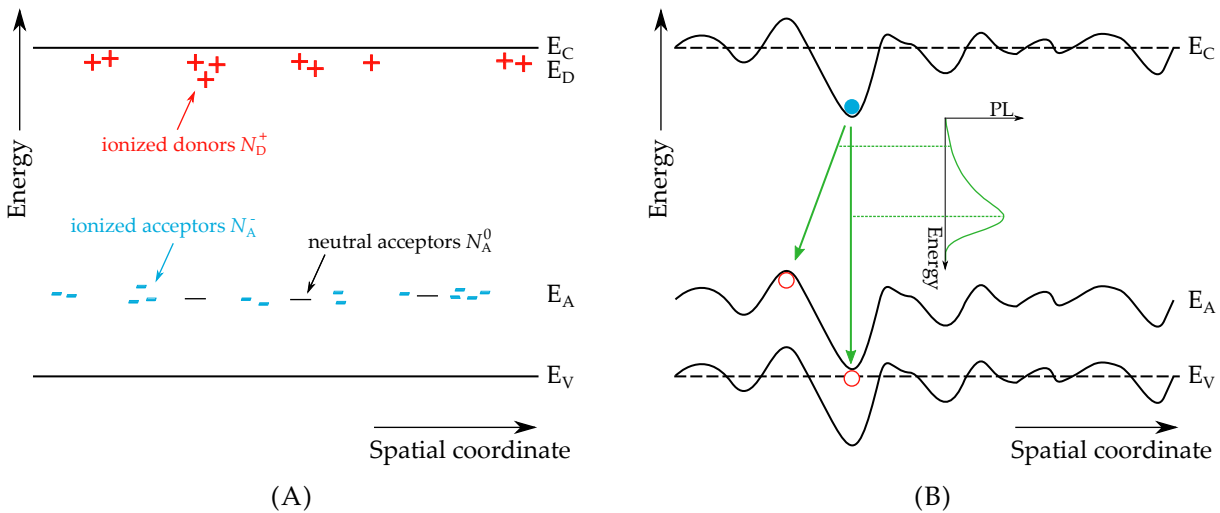 Energy
E_C
E_D
ionized donors N_D^+
ionized acceptors N_A^-
neutral acceptors N_A^0
E_A
E_V
Spatial coordinate
(A)
Energy
E_C
PL
Energy
E_A
E_V
Spatial coordinate
(B)